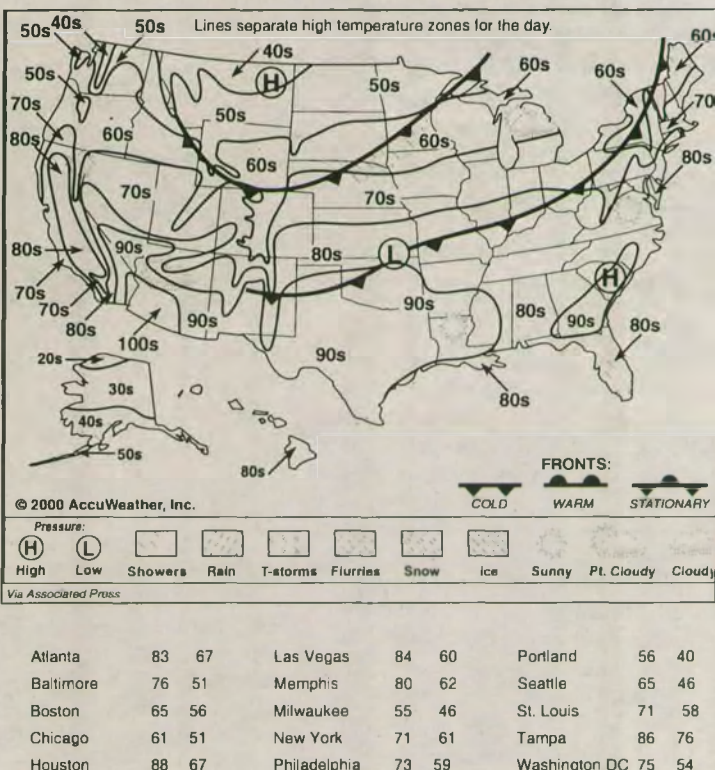 Lines separate high temperature zones for the day.
50s 40s 50s 40s 60s 60s 60s
50s 50s
70s 50s 70s
80s 60s 60s 60s 80s
70s 70s
80s 90s 80s
L H
70s 90s
70s 80s 90s 80s
80s 100s 90s
20s 90s 80s
30s
40s 80s
50s
80s
FRONTS:
© 2000 AccuWeather, Inc. COLD WARM STATIONARY
Pressure:
H L
High Low Showers Rain T-storms Flurries Snow Ice Sunny Pt. Cloudy Cloudy
Via Associated Press
Atlanta 83 67 Las Vegas 84 60 Portland 56 40
Baltimore 76 51 Memphis 80 62 Seattle 65 46
Boston 65 56 Milwaukee 55 46 St. Louis 71 58
Chicago 61 51 New York 71 61 Tampa 86 76
Houston 88 67 Philadelphia 73 59 Washington DC 75 54